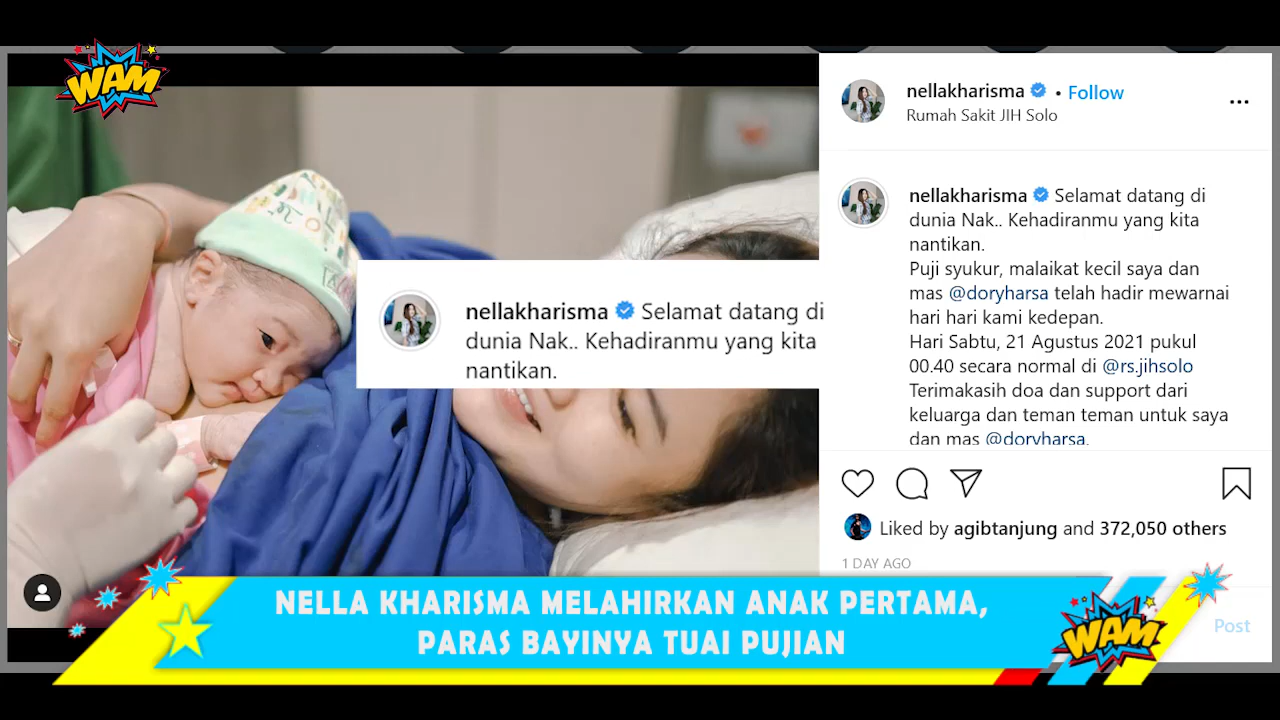 WAM
nellakharisma • Follow
Rumah Sakit JIH Solo
nellakharisma Selamat datang di
dunia Nak.. Kehadiranmu yang kita
nantikan.
Puji syukur, malaikat kecil saya dan
mas @doryharsa telah hadir mewarnai
hari hari kami kedepan.
Hari Sabtu, 21 Agustus 2021 pukul
00.40 secara normal di @rs.jihsolo
Terimakasih doa dan support dari
keluarga dan teman teman untuk saya
dan mas @doryharsa.
nellakharisma Selamat datang di
dunia Nak.. Kehadiranmu yang kita
nantikan.
Liked by agibtanjung and 372,050 others
1 DAY AGO
Post
NELLA KHARISMA MELAHIRKAN ANAK PERTAMA,
PARAS BAYINYA TUAI PUJIAN
WAM